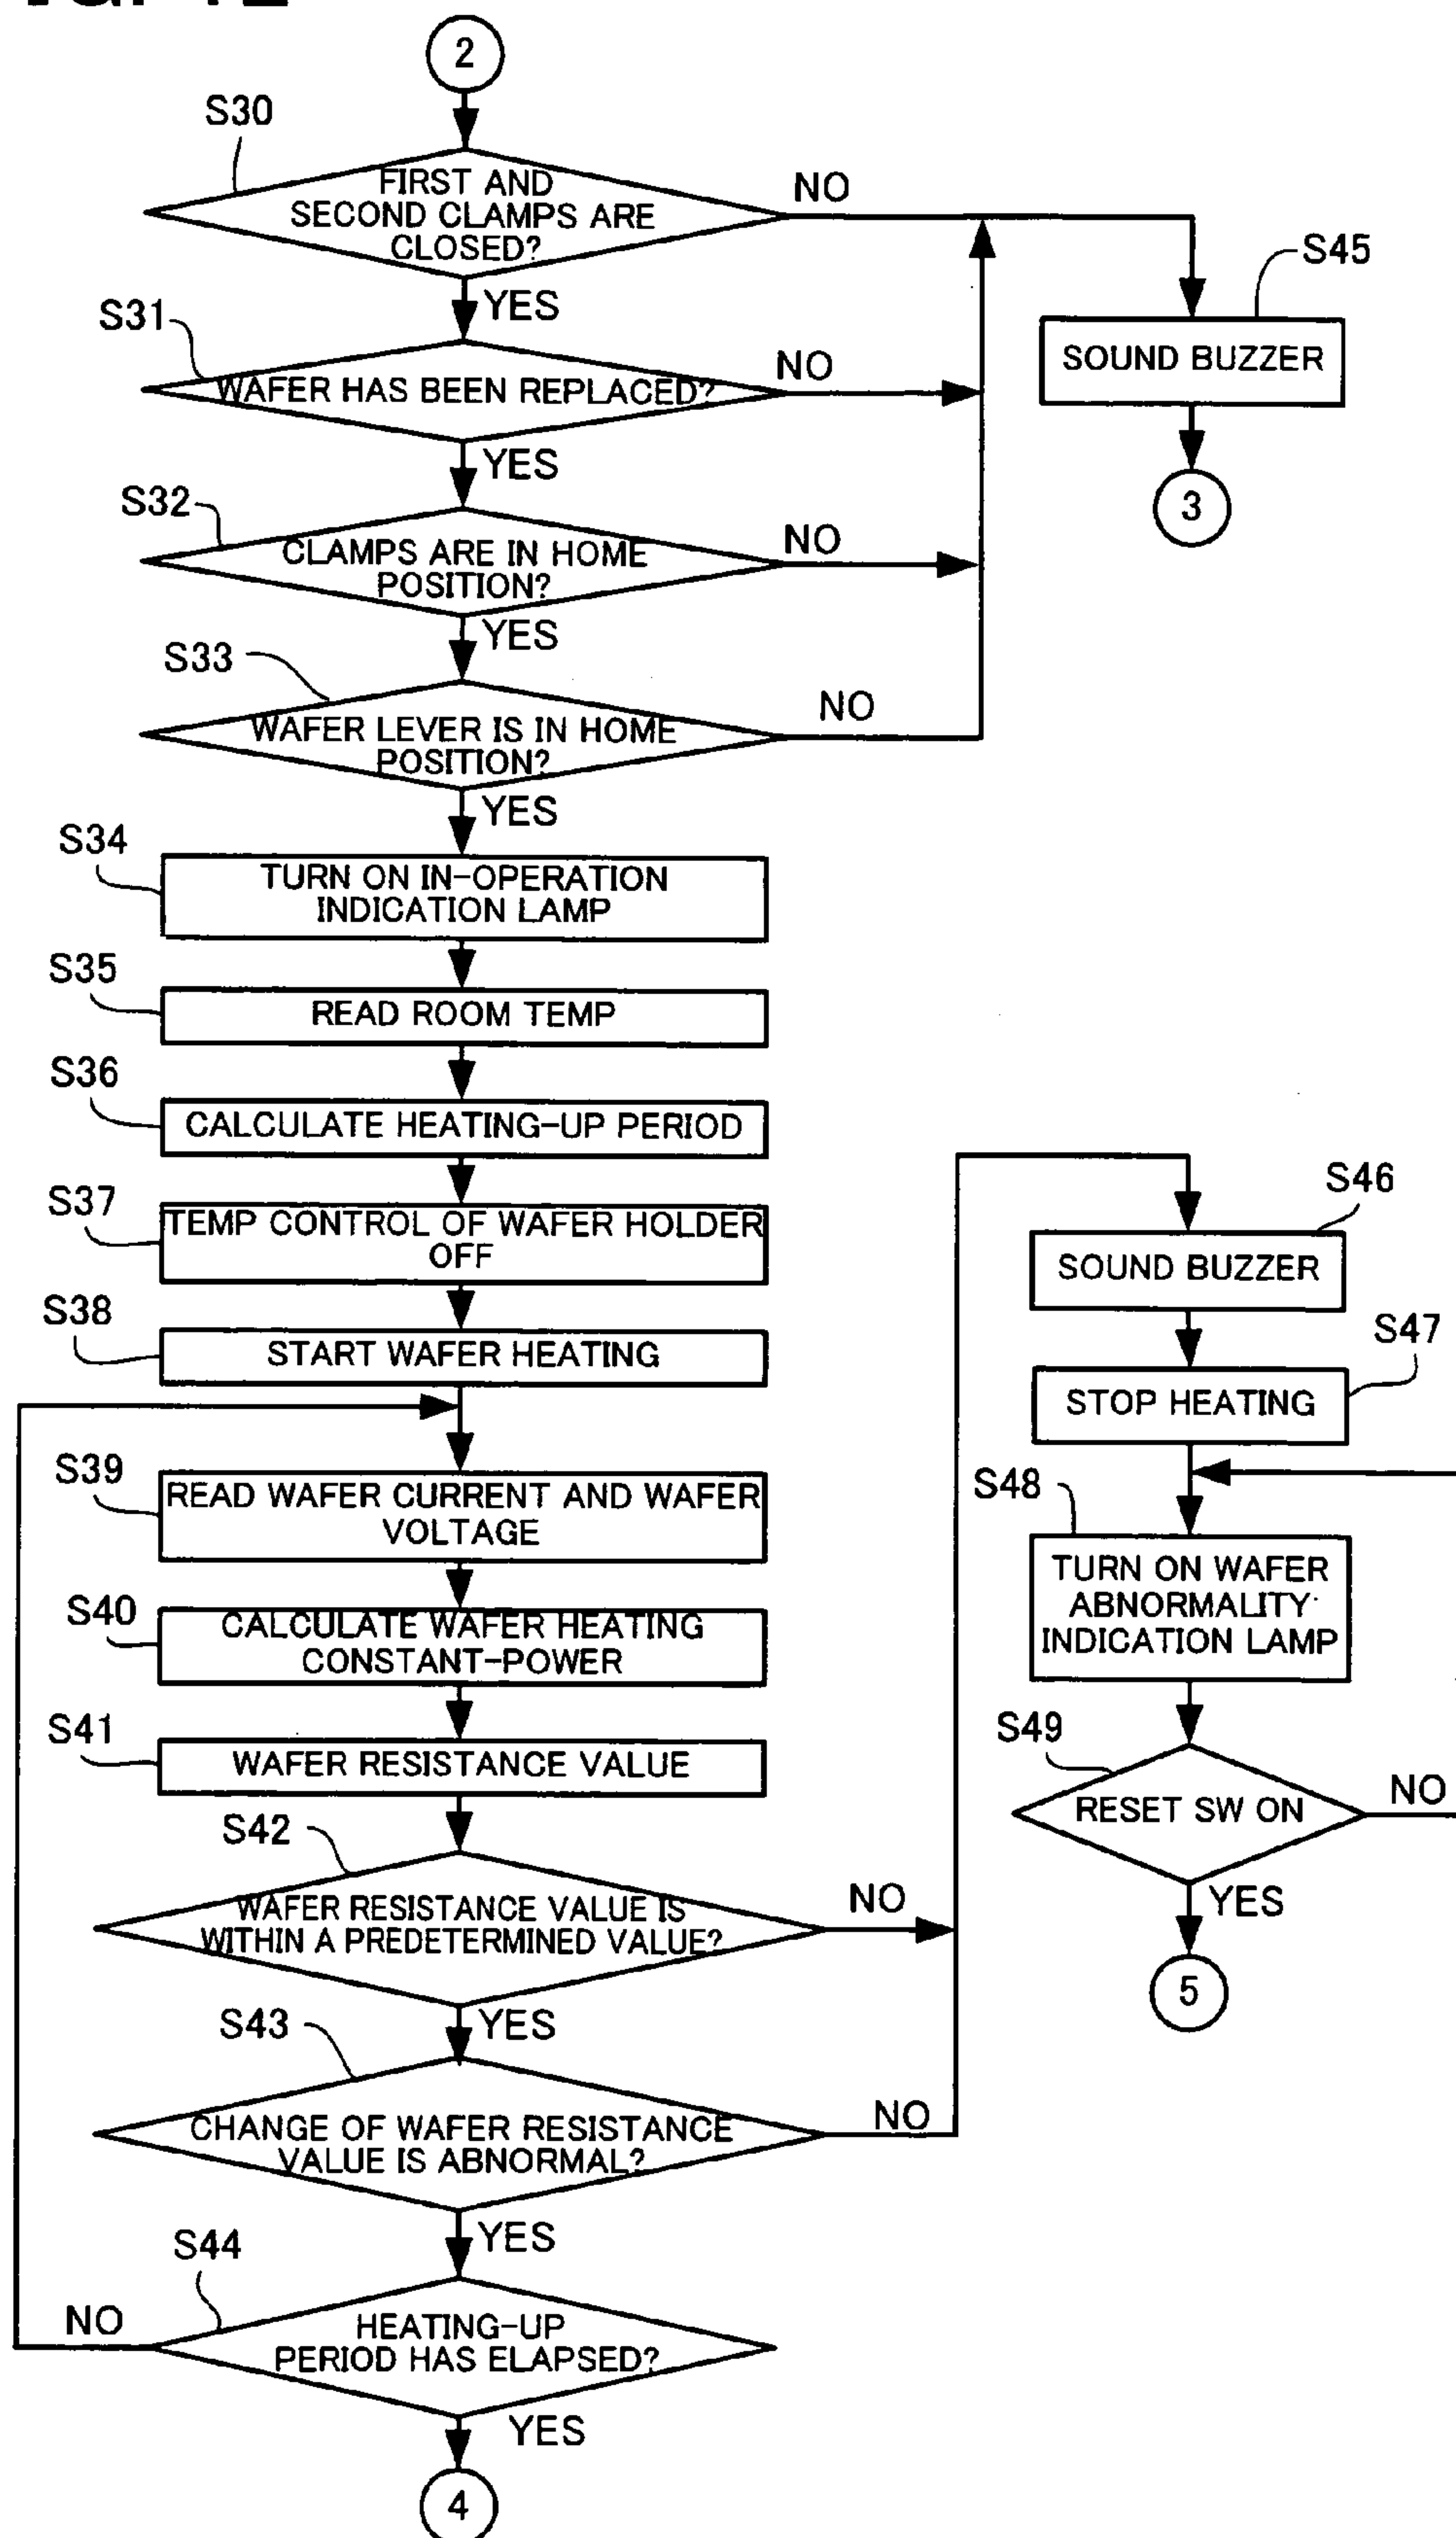 2
S30
FIRST AND
SECOND CLAMPS ARE
CLOSED?
NO
YES
S45
SOUND BUZZER
3
S31
WAFER HAS BEEN REPLACED?
NO
YES
S32
CLAMPS ARE IN HOME
POSITION?
NO
YES
S33
WAFER LEVER IS IN HOME
POSITION?
NO
YES
S34
TURN ON IN-OPERATION
INDICATION LAMP
S35
READ ROOM TEMP
S36
CALCULATE HEATING-UP PERIOD
S37
TEMP CONTROL OF WAFER HOLDER
OFF
S38
START WAFER HEATING
S39
READ WAFER CURRENT AND WAFER
VOLTAGE
S40
CALCULATE WAFER HEATING
CONSTANT-POWER
S41
WAFER RESISTANCE VALUE
S42
WAFER RESISTANCE VALUE IS
WITHIN A PREDETERMINED VALUE?
NO
YES
S43
CHANGE OF WAFER RESISTANCE
VALUE IS ABNORMAL?
NO
YES
S44
HEATING-UP
PERIOD HAS ELAPSED?
NO
YES
4
S46
SOUND BUZZER
S47
STOP HEATING
S48
TURN ON WAFER
ABNORMALITY
INDICATION LAMP
S49
RESET SW ON
NO
YES
5